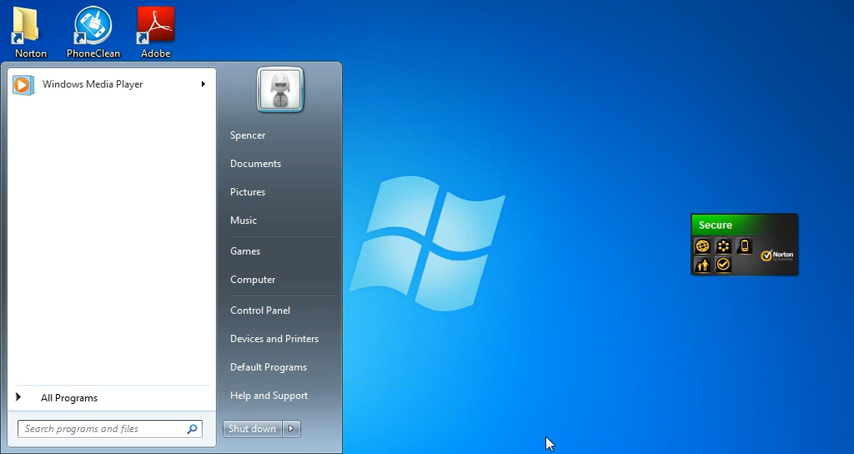 Norton
PhoneClean
Adobe
Windows Media Player
Spencer
Documents
Pictures
Music
Games
Computer
Control Panel
Devices and Printers
Default Programs
Help and Support
All Programs
Search programs and files
Shut down
Secure
Norton